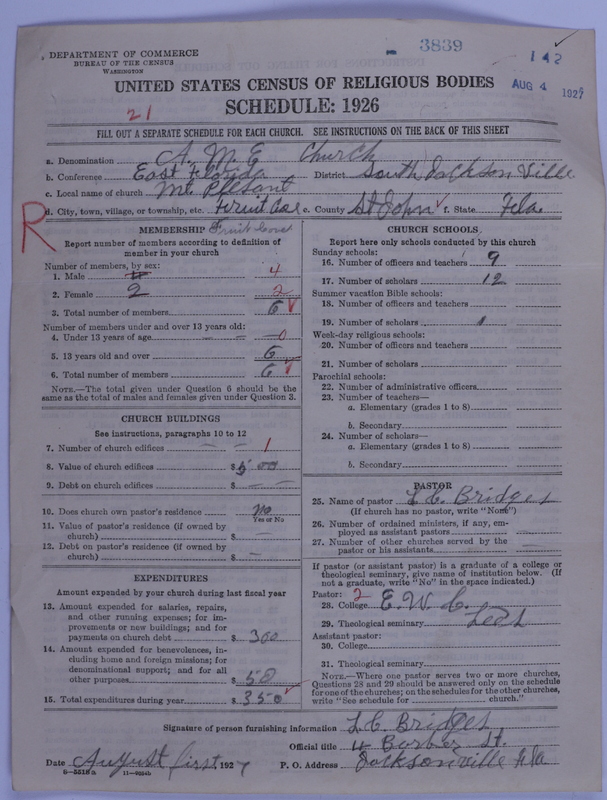 3839
142
DEPARTMENT OF COMMERCE
BUREAU OF THE CENSUS
WASHINGTON
AUG 4 1927
UNITED STATES CENSUS OF RELIGIOUS BODIES
SCHEDULE: 1926
21
FILL OUT A SEPARATE SCHEDULE FOR EACH CHURCH. SEE INSTRUCTIONS ON THE BACK OF THIS SHEET
a. Denomination A. M. E Church
b. Conference East Florida District South Jackson Ville
c. Local name of church Mt Plesant
R
d. City, town, village, or township, etc. Fruit Cove e. County St John f. State Fla.
MEMBERSHIP Fruit Cove
Report number of members according to definition of
member in your church
Number of members, by sex:
1. Male 4 4
2. Female 2 2
3. Total number of members 6
Number of members under and over 13 years old:
4. Under 13 years of age 0
5. 13 years old and over 6
6. Total number of members 6
NOTE.—The total given under Question 6 should be the
same as the total of males and females given under Question 3.
CHURCH BUILDINGS
See instructions, paragraphs 10 to 12
7. Number of church edifices 1
8. Value of church edifices $ 500
9. Debt on church edifices $ —
10. Does church own pastor's residence No
Yes or No
11. Value of pastor's residence (if owned by
church) $ —
12. Debt on pastor's residence (if owned by
church) $ —
EXPENDITURES
Amount expended by your church during last fiscal year
13. Amount expended for salaries, repairs,
and other running expenses; for im-
provements or new buildings; and for
payments on church debt $ 300
14. Amount expended for benevolences, in-
cluding home and foreign missions; for
denominational support; and for all
other purposes $ 50
15. Total expenditures during year $ 350
CHURCH SCHOOLS
Report here only schools conducted by this church
Sunday schools:
16. Number of officers and teachers 9
17. Number of scholars 12
Summer vacation Bible schools:
18. Number of officers and teachers
19. Number of scholars
Week-day religious schools:
20. Number of officers and teachers
21. Number of scholars
Parochial schools:
22. Number of administrative officers
23. Number of teachers—
a. Elementary (grades 1 to 8)
b. Secondary
24. Number of scholars—
a. Elementary (grades 1 to 8)
b. Secondary
PASTOR
25. Name of pastor L. C. Bridges
(If church has no pastor, write "None")
26. Number of ordained ministers, if any, em-
ployed as assistant pastors
27. Number of other churches served by the
pastor or his assistants
If pastor (or assistant pastor) is a graduate of a college or
theological seminary, give name of institution below. (If
not a graduate, write "No" in the space indicated.)
Pastor: 2
28. College E. W. C.
29. Theological seminary
Assistant pastor:
30. College
31. Theological seminary
NOTE.—Where one pastor serves two or more churches,
Questions 28 and 29 should be answered only on the schedule
for one of the churches; on the schedules for the other churches,
write "See schedule for church."
Signature of person furnishing information L C Bridges
Official title Barber St.
Date August first, 1927 P. O. Address Jacksonville Fla